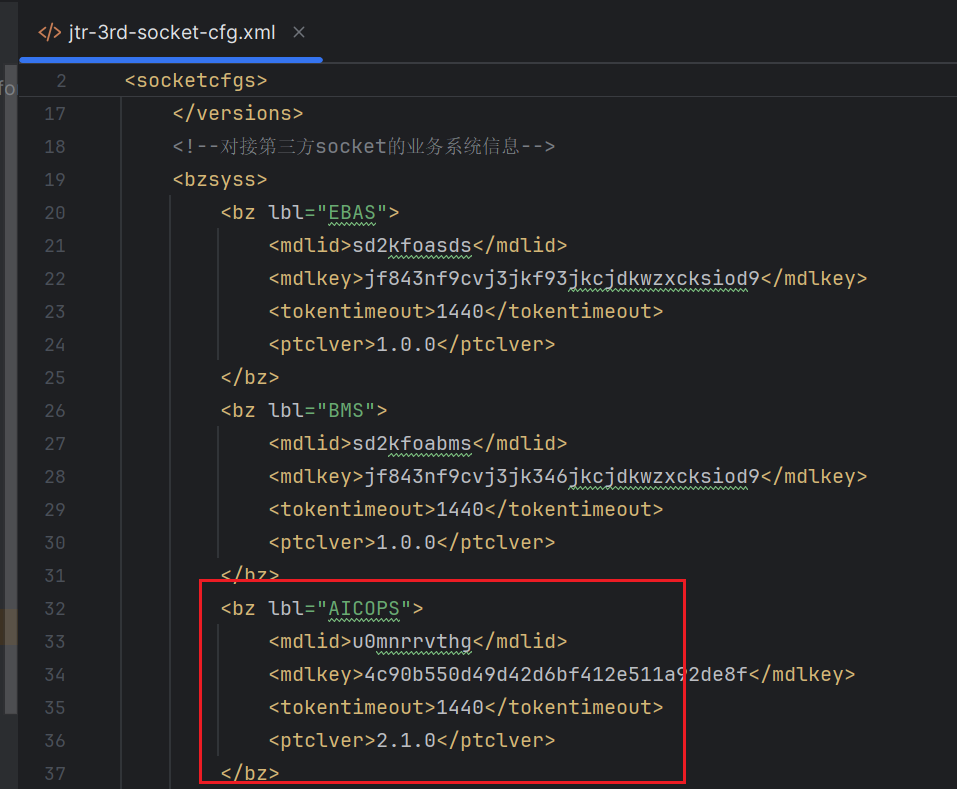 jtr-3rd-socket-cfg.xml
2 <socketcfgs>
17 </versions>
18 <!--对接第三方socket的业务系统信息-->
19 <bzsyss>
20 <bz lbl="EBAS">
21 <mdlid>sd2kfoasds</mdlid>
22 <mdlkey>jf843nf9cvj3jkf93jkcjdkwzxcksiod9</mdlkey>
23 <tokentimeout>1440</tokentimeout>
24 <ptclver>1.0.0</ptclver>
25 </bz>
26 <bz lbl="BMS">
27 <mdlid>sd2kfoabms</mdlid>
28 <mdlkey>jf843nf9cvj3jk346jkcjdkwzxcksiod9</mdlkey>
29 <tokentimeout>1440</tokentimeout>
30 <ptclver>1.0.0</ptclver>
31 </bz>
32 <bz lbl="AICOPS">
33 <mdlid>u0mnrrvthg</mdlid>
34 <mdlkey>4c90b550d49d42d6bf412e511a92de8f</mdlkey>
35 <tokentimeout>1440</tokentimeout>
36 <ptclver>2.1.0</ptclver>
37 </bz>